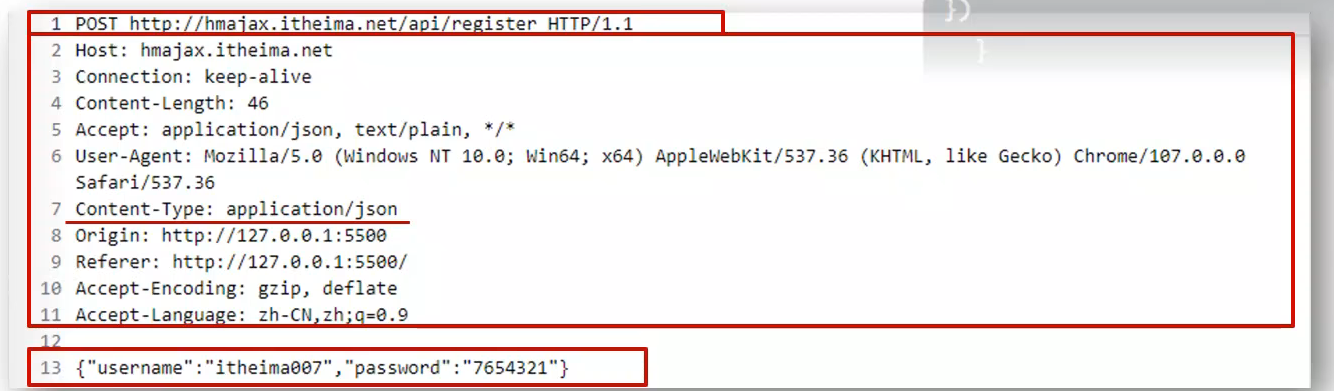 })
}
1 POST http://hmajax.itheima.net/api/register HTTP/1.1
2 Host: hmajax.itheima.net
3 Connection: keep-alive
4 Content-Length: 46
5 Accept: application/json, text/plain, */*
6 User-Agent: Mozilla/5.0 (Windows NT 10.0; Win64; x64) AppleWebKit/537.36 (KHTML, like Gecko) Chrome/107.0.0.0
Safari/537.36
7 Content-Type: application/json
8 Origin: http://127.0.0.1:5500
9 Referer: http://127.0.0.1:5500/
10 Accept-Encoding: gzip, deflate
11 Accept-Language: zh-CN,zh;q=0.9
12
13 {"username":"itheima007","password":"7654321"}